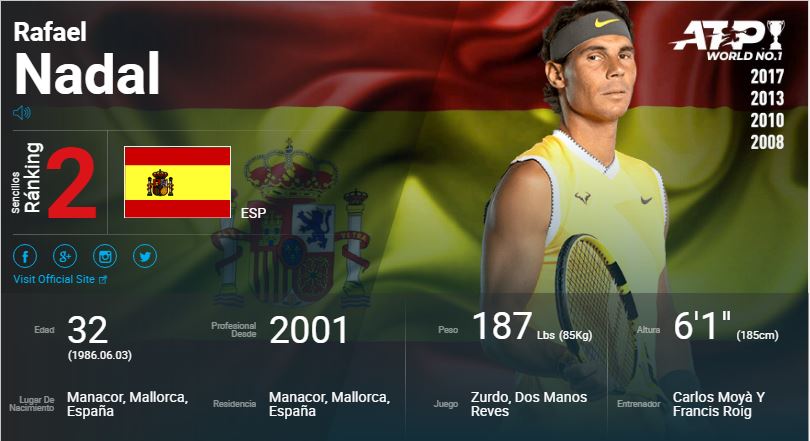 Rafael
Nadal
ATP
WORLD NO.1
2017
2013
2010
2008
Sencillos
Ránking
2
ESP
Visit Official Site
Edad
32
(1986.06.03)
Profesional
Desde
2001
Peso
187 Lbs (85Kg)
Altura
6'1" (185cm)
Lugar De
Nacimiento
Manacor, Mallorca,
España
Residencia
Manacor, Mallorca,
España
Juego
Zurdo, Dos Manos
Reves
Entrenador
Carlos Moyà Y
Francis Roig